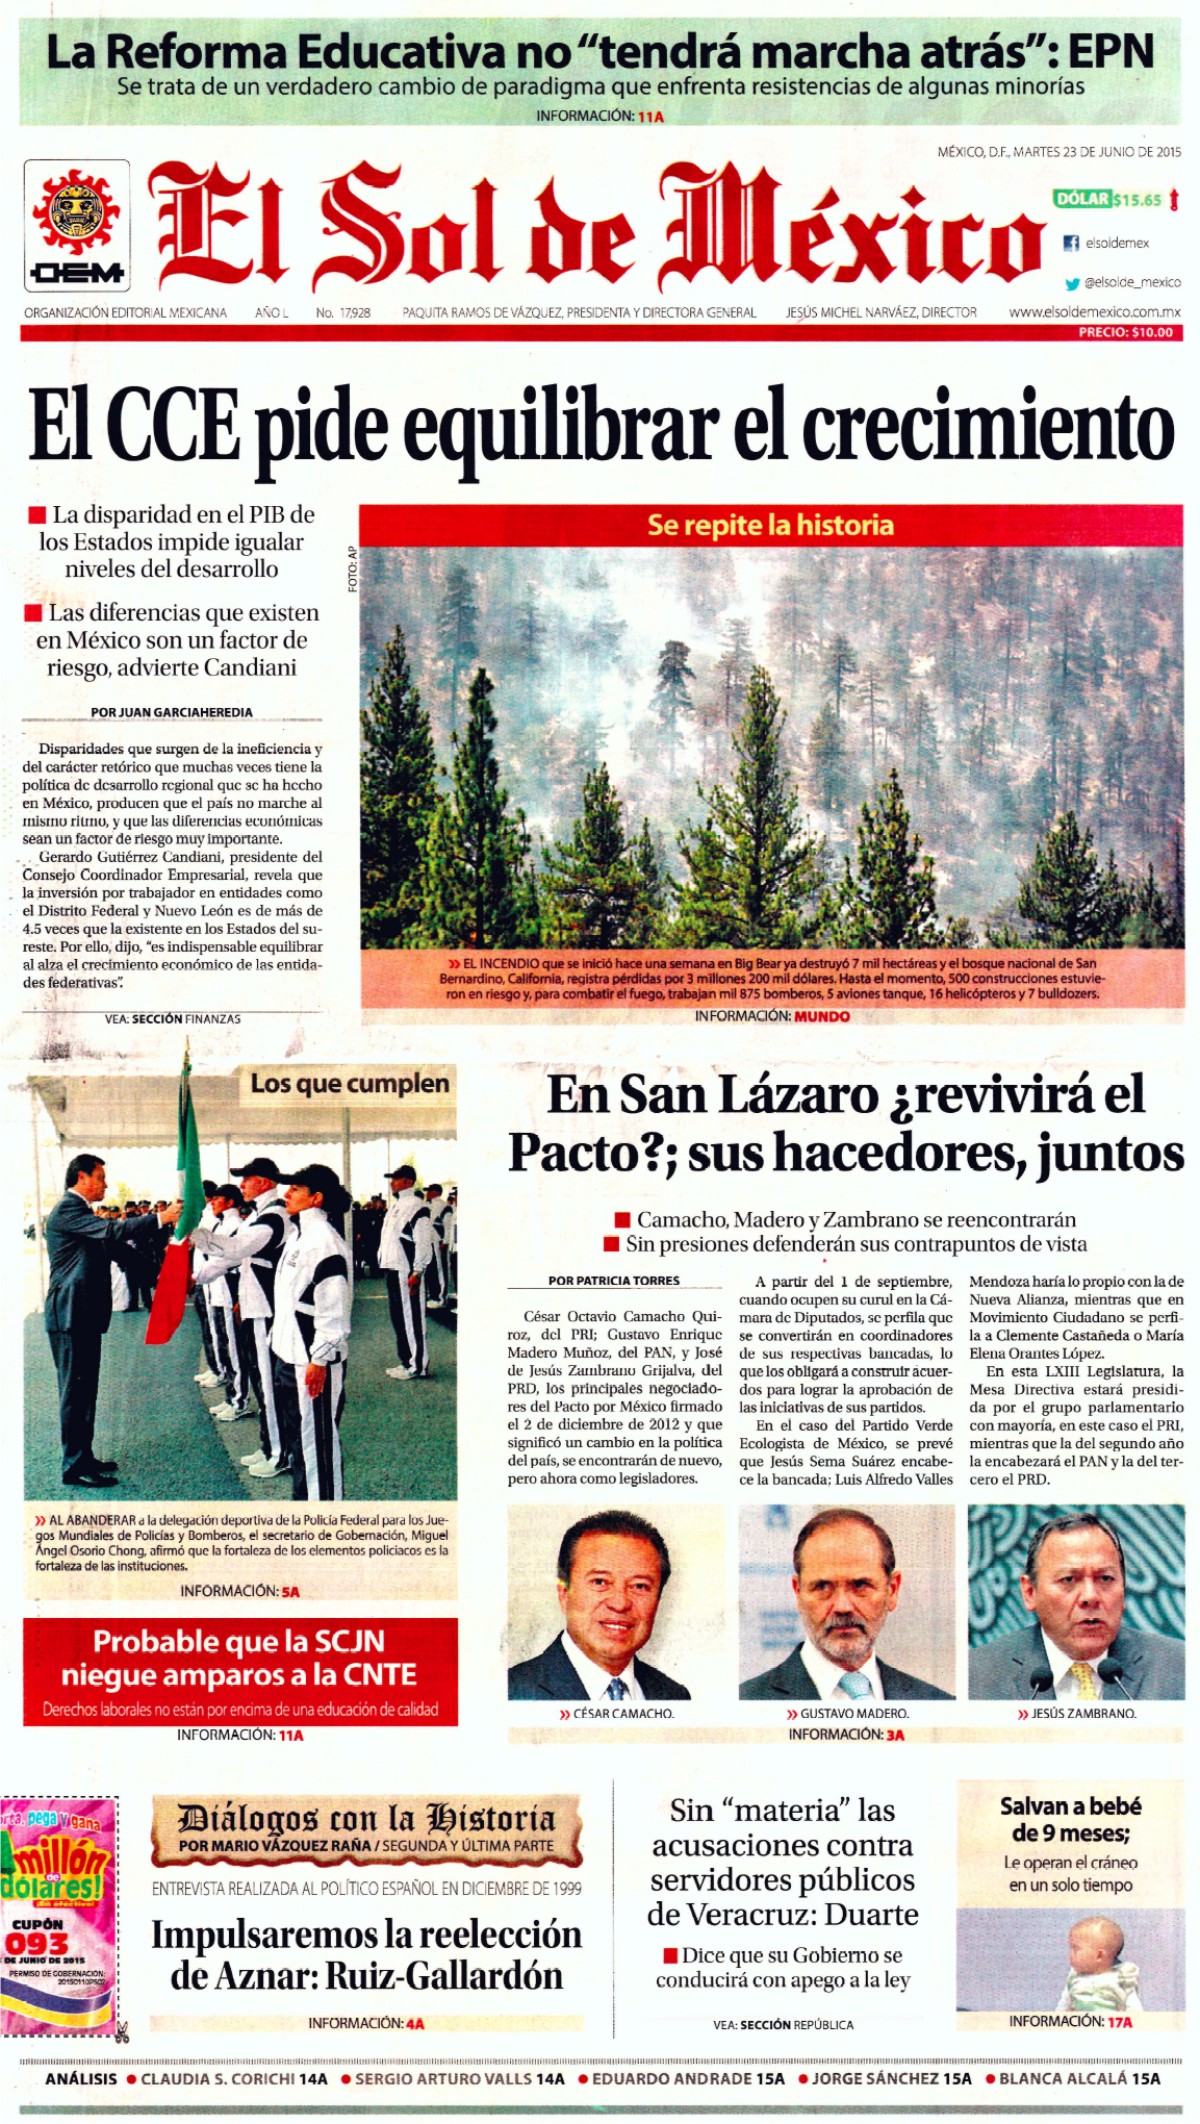 La Reforma Educativa no “tendrá marcha atrás”: EPN
Se trata de un verdadero cambio de paradigma que enfrenta resistencias de algunas minorías
INFORMACIÓN: 11A
MÉXICO, D.F., MARTES 23 DE JUNIO DE 2015
OEM
El Sol de México
DÓLAR $15.65
elsoldemex
@elsolde_mexico
ORGANIZACIÓN EDITORIAL MEXICANA AÑO L No. 17,928 PAQUITA RAMOS DE VÁZQUEZ, PRESIDENTA Y DIRECTORA GENERAL JESÚS MICHEL NARVÁEZ, DIRECTOR www.elsoldemexico.com.mx
PRECIO: $10.00
El CCE pide equilibrar el crecimiento
La disparidad en el PIB de
los Estados impide igualar
niveles del desarrollo
Las diferencias que existen
en México son un factor de
riesgo, advierte Candiani
POR JUAN GARCIAHEREDIA
Disparidades que surgen de la ineficiencia y
del carácter retórico que muchas veces tiene la
política de desarrollo regional que se ha hecho
en México, producen que el país no marche al
mismo ritmo, y que las diferencias económicas
sean un factor de riesgo muy importante.
Gerardo Gutiérrez Candiani, presidente del
Consejo Coordinador Empresarial, revela que
la inversión por trabajador en entidades como
el Distrito Federal y Nuevo León es de más de
4.5 veces que la existente en los Estados del su-
reste. Por ello, dijo, “es indispensable equilibrar
al alza el crecimiento económico de las entida-
des federativas”.
VEA: SECCIÓN FINANZAS
Se repite la historia
FOTO: AP
» EL INCENDIO que se inició hace una semana en Big Bear ya destruyó 7 mil hectáreas y el bosque nacional de San
Bernardino, California, registra pérdidas por 3 millones 200 mil dólares. Hasta el momento, 500 construcciones estuvie-
ron en riesgo y, para combatir el fuego, trabajan mil 875 bomberos, 5 aviones tanque, 16 helicópteros y 7 bulldozers.
INFORMACIÓN: MUNDO
Los que cumplen
» AL ABANDERAR a la delegación deportiva de la Policía Federal para los Jue-
gos Mundiales de Policías y Bomberos, el secretario de Gobernación, Miguel
Ángel Osorio Chong, afirmó que la fortaleza de los elementos policiacos es la
fortaleza de las instituciones.
INFORMACIÓN: 5A
Probable que la SCJN
niegue amparos a la CNTE
Derechos laborales no están por encima de una educación de calidad
INFORMACIÓN: 11A
En San Lázaro ¿revivirá el
Pacto?; sus hacedores, juntos
Camacho, Madero y Zambrano se reencontrarán
Sin presiones defenderán sus contrapuntos de vista
POR PATRICIA TORRES
César Octavio Camacho Qui-
roz, del PRI; Gustavo Enrique
Madero Muñoz, del PAN, y José
de Jesús Zambrano Grijalva, del
PRD, los principales negociado-
res del Pacto por México firmado
el 2 de diciembre de 2012 y que
significó un cambio en la política
del país, se encontrarán de nuevo,
pero ahora como legisladores.
A partir del 1 de septiembre,
cuando ocupen su curul en la Cá-
mara de Diputados, se perfila que
se convertirán en coordinadores
de sus respectivas bancadas, lo
que los obligará a construir acuer-
dos para lograr la aprobación de
las iniciativas de sus partidos.
En el caso del Partido Verde
Ecologista de México, se prevé
que Jesús Sema Suárez encabe-
ce la bancada; Luis Alfredo Valles
Mendoza haría lo propio con la de
Nueva Alianza, mientras que en
Movimiento Ciudadano se perfi-
la a Clemente Castañeda o María
Elena Orantes López.
En esta LXIII Legislatura, la
Mesa Directiva estará presidi-
da por el grupo parlamentario
con mayoría, en este caso el PRI,
mientras que la del segundo año
la encabezará el PAN y la del ter-
cero el PRD.
» CÉSAR CAMACHO.
» GUSTAVO MADERO.
» JESÚS ZAMBRANO.
INFORMACIÓN: 3A
rta, pega y gana
millón
de
dólares!
CUPÓN
093
DE JUNIO DE 2015
PERMISO DE GOBERNACIÓN:
Diálogos con la Historia
POR MARIO VÁZQUEZ RAÑA / SEGUNDA Y ÚLTIMA PARTE
ENTREVISTA REALIZADA AL POLÍTICO ESPAÑOL EN DICIEMBRE DE 1999
Impulsaremos la reelección
de Aznar: Ruiz-Gallardón
INFORMACIÓN: 4A
Sin “materia” las
acusaciones contra
servidores públicos
de Veracruz: Duarte
Dice que su Gobierno se
conducirá con apego a la ley
VEA: SECCIÓN REPÚBLICA
Salvan a bebé
de 9 meses;
Le operan el cráneo
en un solo tiempo
INFORMACIÓN: 17A
ANÁLISIS ● CLAUDIA S. CORICHI 14A ● SERGIO ARTURO VALLS 14A ● EDUARDO ANDRADE 15A ● JORGE SÁNCHEZ 15A ● BLANCA ALCALÁ 15A